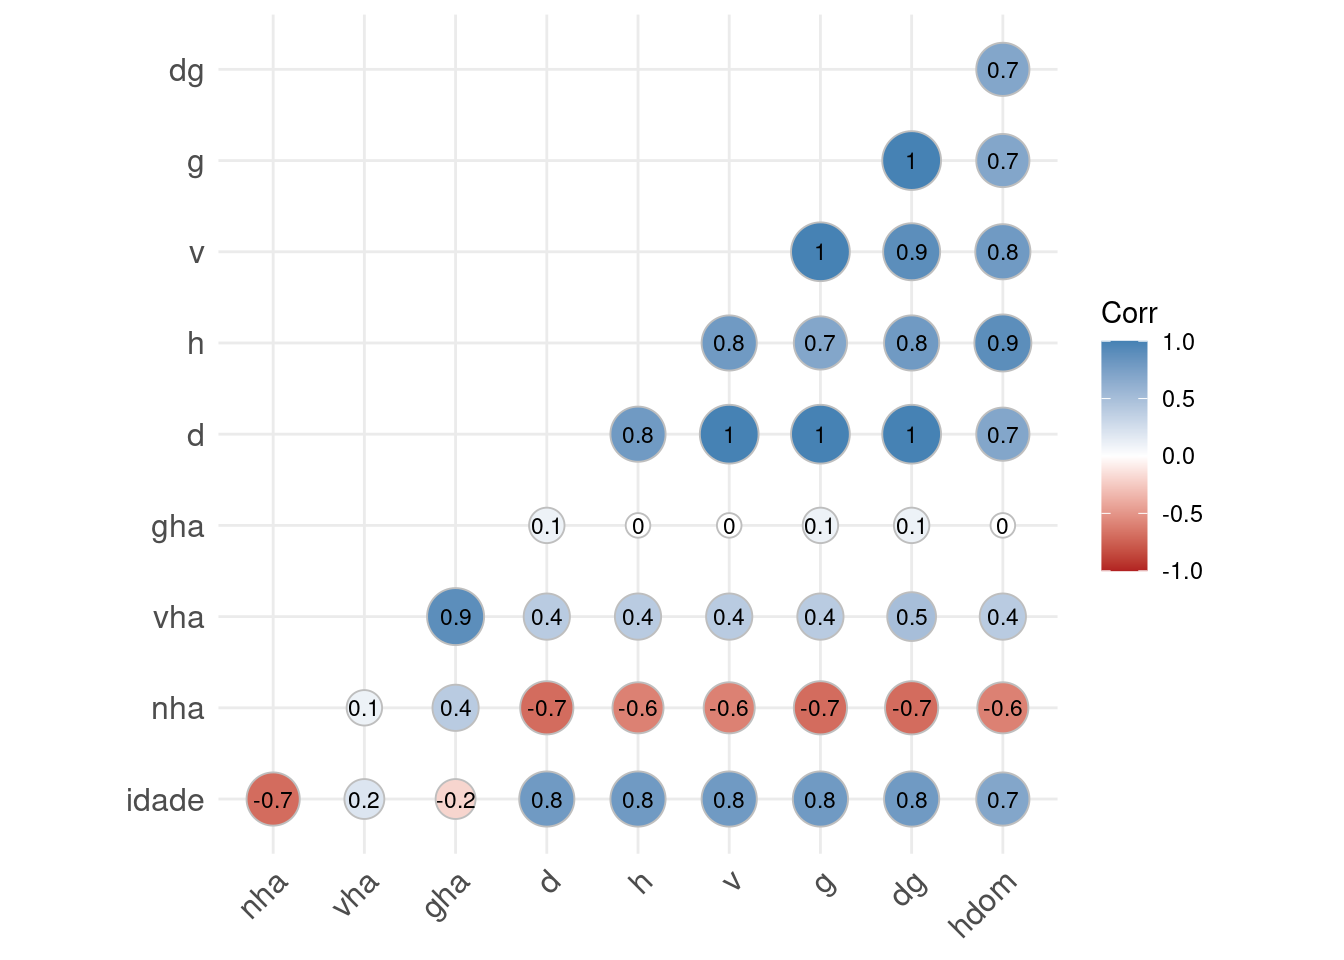 dg 0.7
g 1 0.7
v 1 0.9 0.8
h 0.8 0.7 0.8 0.9
d 0.8 1 1 1 0.7
gha 0.1 0 0 0.1 0.1 0
vha 0.9 0.4 0.4 0.4 0.4 0.5 0.4
nha 0.1 0.4 -0.7 -0.6 -0.6 -0.7 -0.7 -0.6
idade -0.7 0.2 -0.2 0.8 0.8 0.8 0.8 0.8 0.7
nha vha gha d h v g dg hdom
Corr
1.0
0.5
0.0
-0.5
-1.0